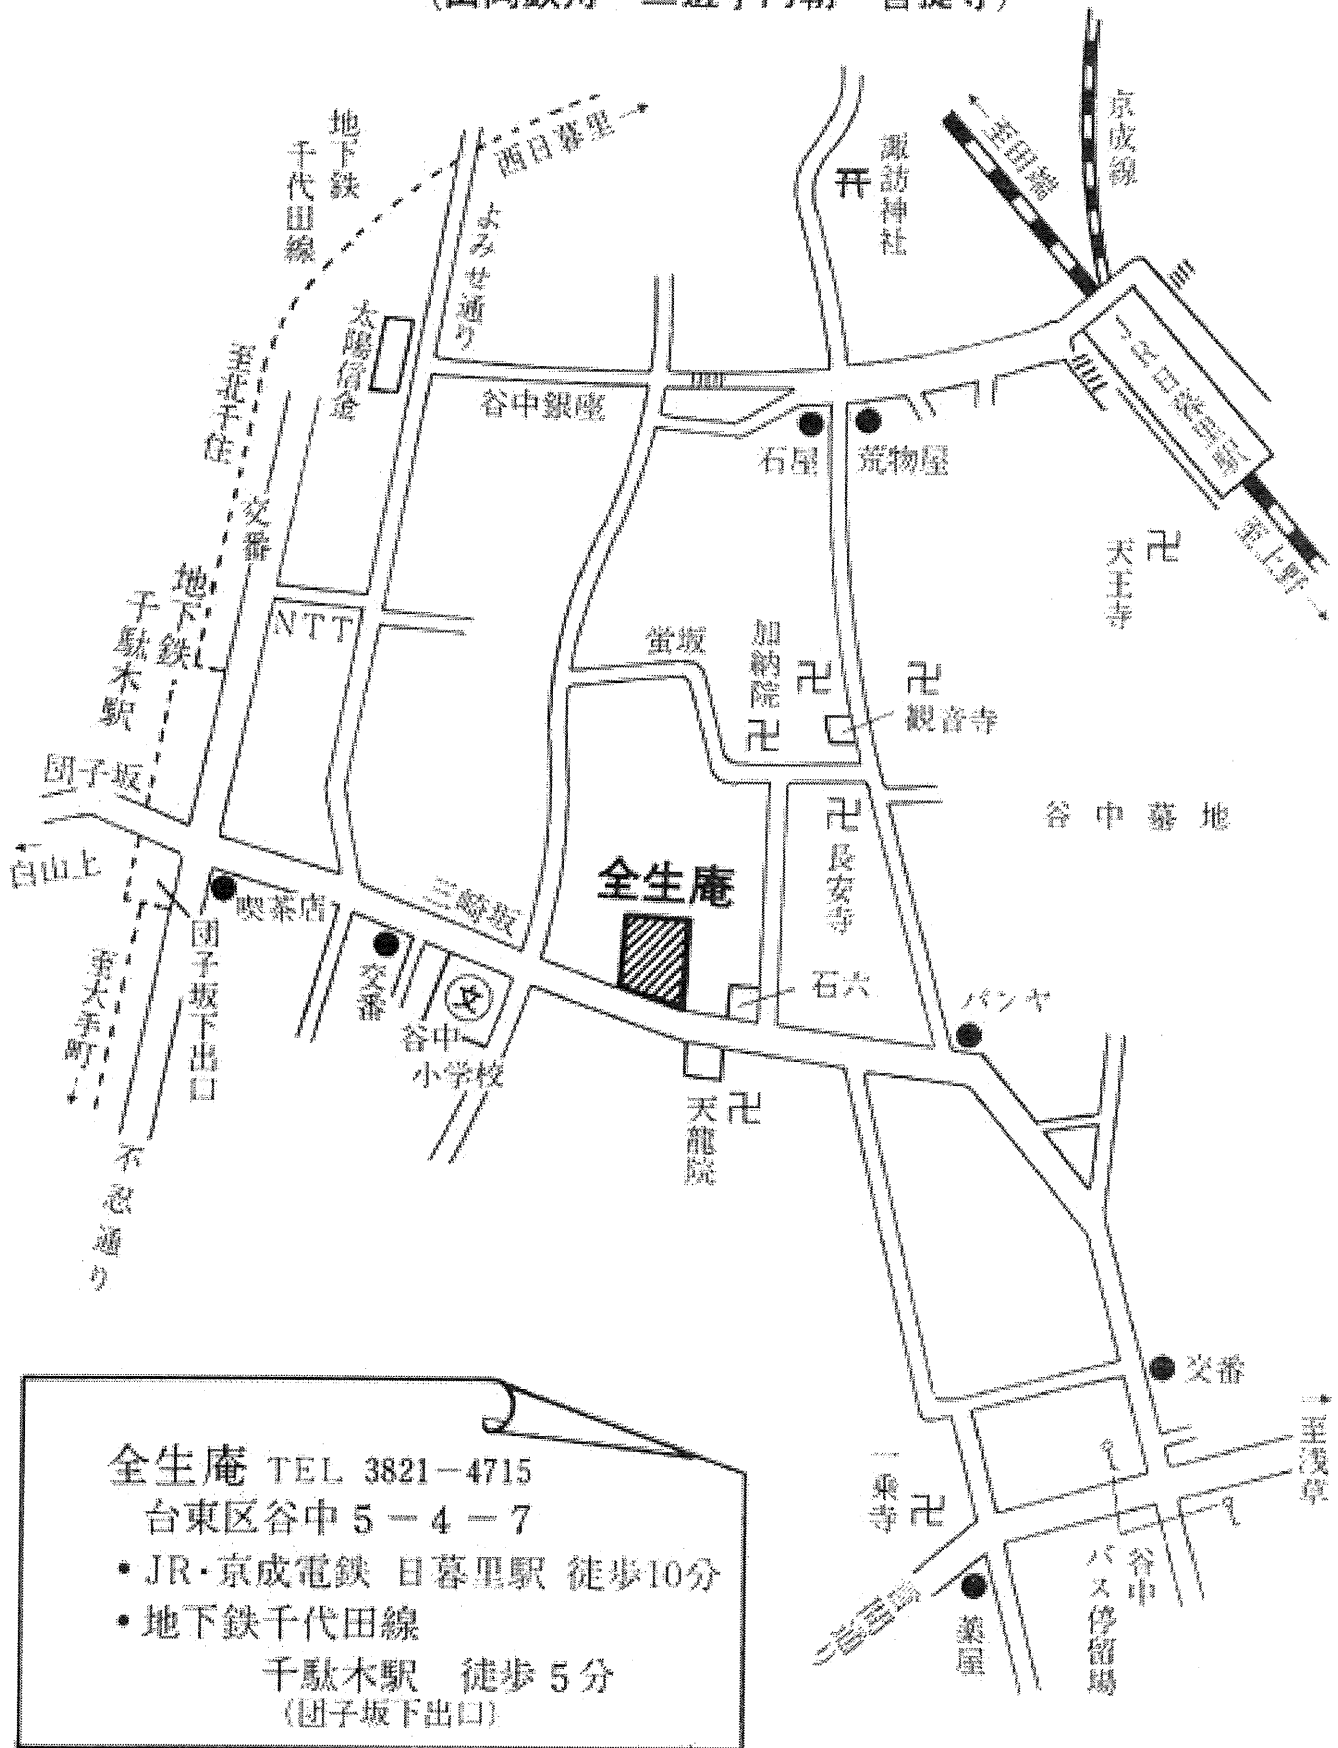 地下鉄
千代田線
西日暮里→
よみせ通り
諏訪神社
至田端
京成線
太陽信金
至北千住
谷中銀座
石屋
荒物屋
JR日暮里駅
至上野
交番
天王寺
地下鉄
千駄木駅
NTT
蛍坂
加納院
観音寺
団子坂
谷中墓地
←白山上
全生庵
長安寺
喫茶店
三崎坂
団子坂下出口
至大手町
交番
文
谷中
小学校
石六
パンヤ
天龍院
不忍通り
交番
→至浅草
一乗寺
谷中
バス停留場
薬屋
全生庵 TEL 3821-4715
台東区谷中5-4-7
•JR・京成電鉄 日暮里駅 徒歩10分
•地下鉄千代田線
千駄木駅 徒歩5分
(団子坂下出口)